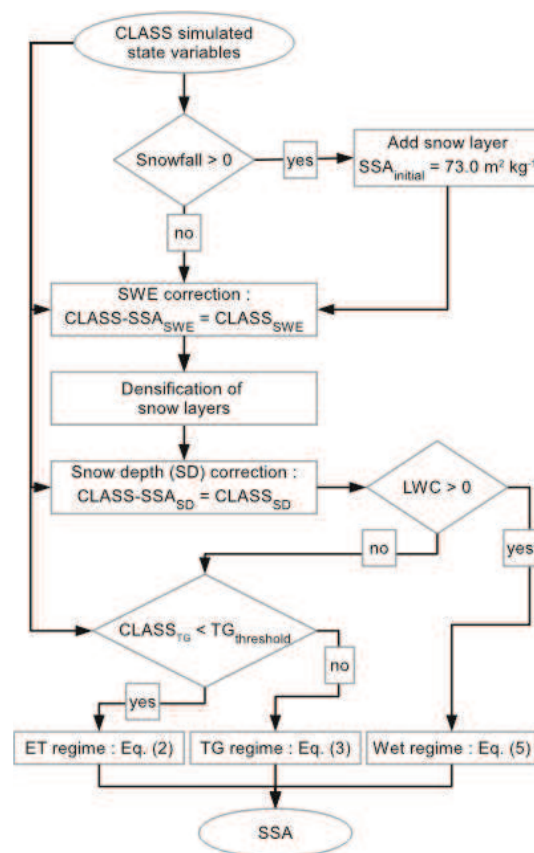 CLASS simulated
state variables
Snowfall > 0
yes
Add snow layer
SSA_initial = 73.0 m² kg⁻¹
no
SWE correction :
CLASS-SSA_SWE = CLASS_SWE
Densification of
snow layers
Snow depth (SD) correction :
CLASS-SSA_SD = CLASS_SD
LWC > 0
no
yes
CLASS_TG < TG_threshold
no
yes
ET regime : Eq. (2)
TG regime : Eq. (3)
Wet regime : Eq. (5)
SSA